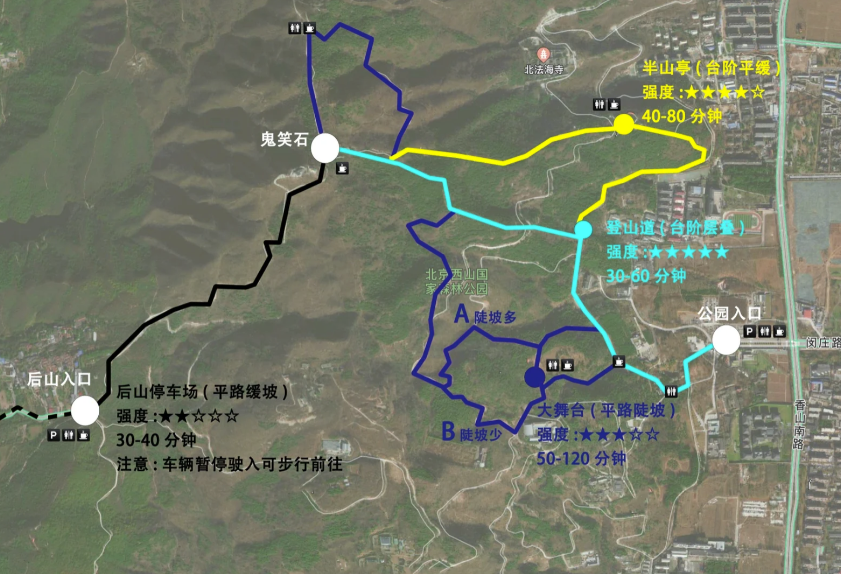 北法海寺
半山亭 ( 台阶平缓 )
强度 :★★★★☆
40-80 分钟
鬼笑石
登山道 ( 台阶层叠 )
强度 :★★★★★
30-60 分钟
北京西山国
家森林公园
公园入口
P
闵庄路
A 陡坡多
香山南路
后山入口
后山停车场 ( 平路缓坡 )
强度 :★★☆☆☆
30-40 分钟
注意 : 车辆暂停驶入可步行前往
P
B 陡坡少
大舞台 ( 平路陡坡 )
强度 :★★★☆☆
50-120 分钟